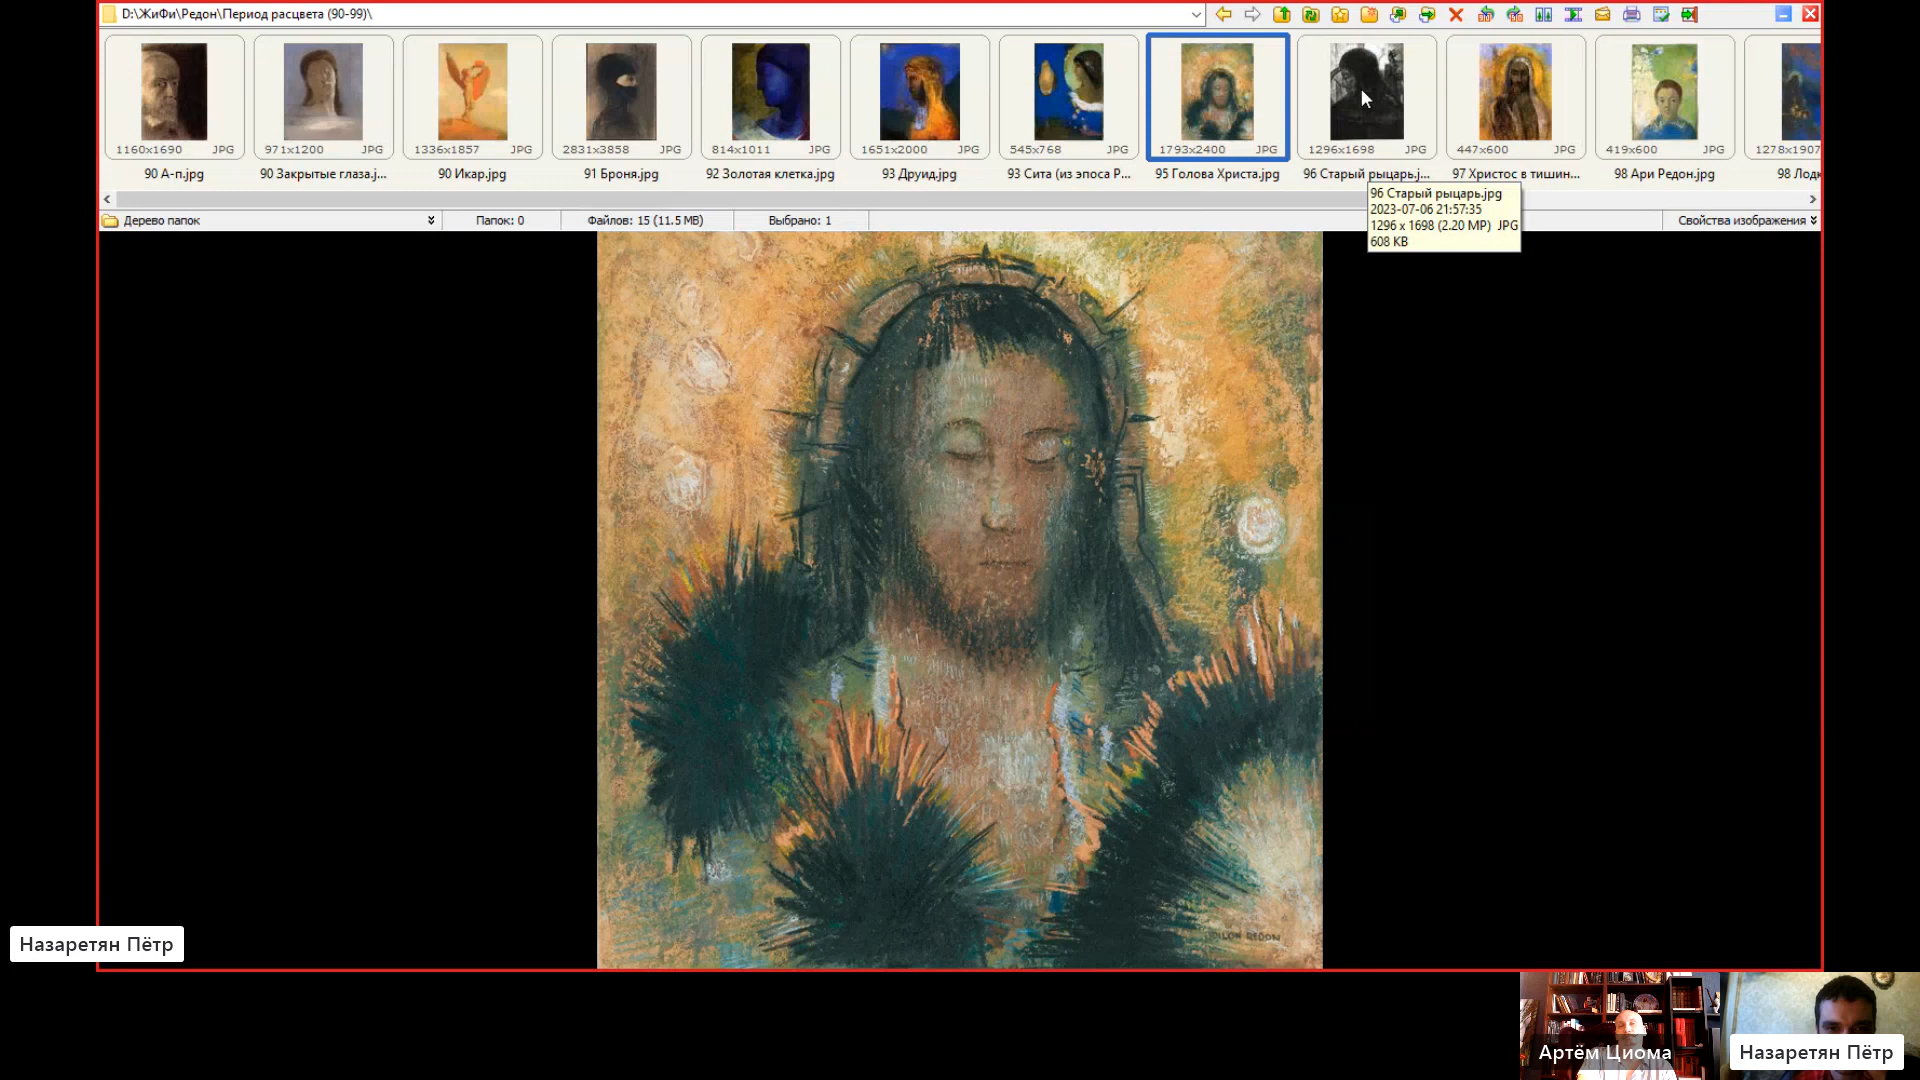 D:\ЖиФи\Редон\Период расцвета (90-99)\
1160x1690 JPG
971x1200 JPG
1336x1857 JPG
2831x3858 JPG
814x1011 JPG
1651x2000 JPG
545x768 JPG
1793x2400 JPG
1296x1698 JPG
447x600 JPG
419x600 JPG
1278x1907
90 А-п.jpg
90 Закрытые глаза.j...
90 Икар.jpg
91 Броня.jpg
92 Золотая клетка.jpg
93 Друид.jpg
93 Сита (из эпоса Р...
95 Голова Христа.jpg
96 Старый рыцарь.j...
97 Христос в тишин...
98 Ари Редон.jpg
98 Лодк
96 Старый рыцарь.jpg
2023-07-06 21:57:35
1296 x 1698 (2.20 MP) JPG
608 KB
Дерево папок
Папок: 0
Файлов: 15 (11.5 MB)
Выбрано: 1
Свойства изображения
ODILON REDON
Назаретян Пётр
Артём Циома
Назаретян Пётр